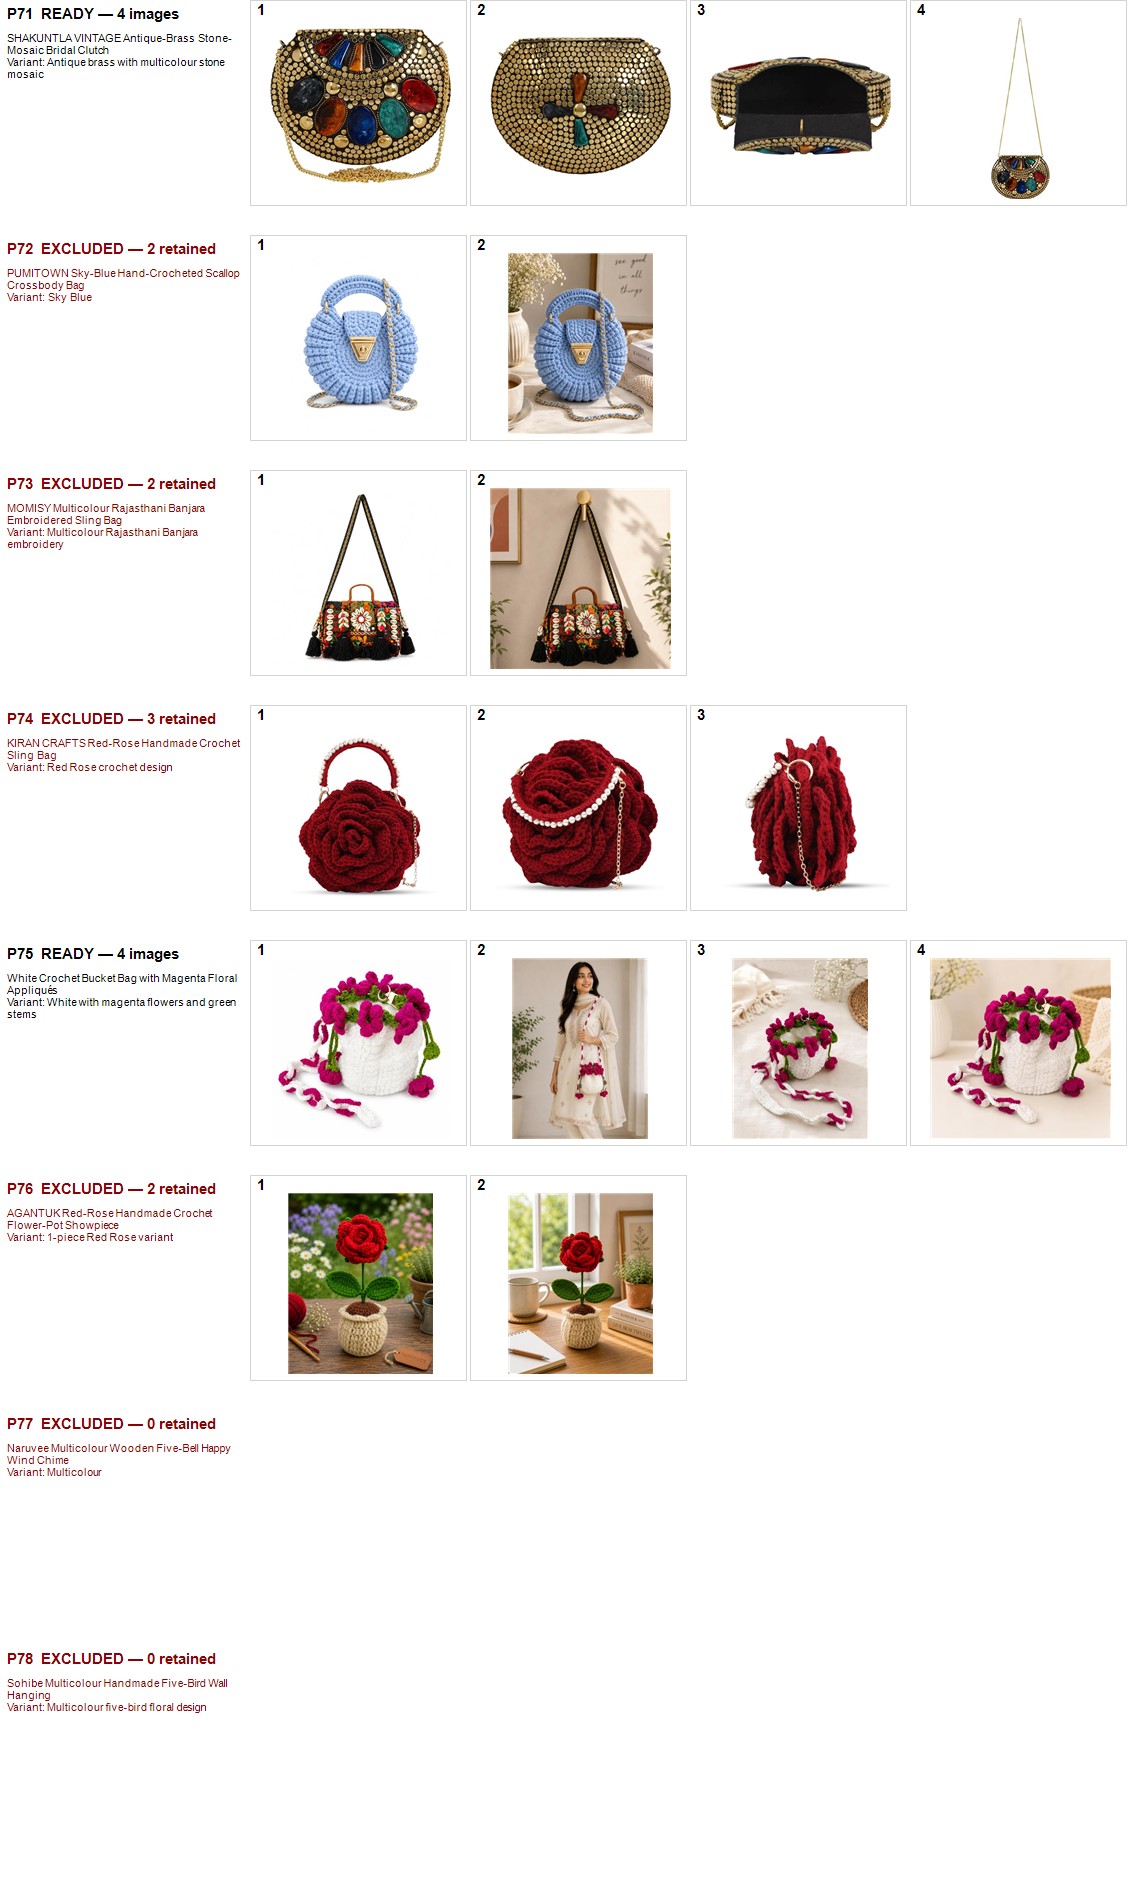 P71 READY — 4 images
SHAKUNTLA VINTAGE Antique-Brass Stone-
Mosaic Bridal Clutch
Variant: Antique brass with multicolour stone
mosaic
1
2
3
4
P72 EXCLUDED — 2 retained
PUMITOWN Sky-Blue Hand-Crocheted Scallop
Crossbody Bag
Variant: Sky Blue
1
2
see good
in all
things
P73 EXCLUDED — 2 retained
MOMISY Multicolour Rajasthani Banjara
Embroidered Sling Bag
Variant: Multicolour Rajasthani Banjara
embroidery
1
2
P74 EXCLUDED — 3 retained
KIRAN CRAFTS Red-Rose Handmade Crochet
Sling Bag
Variant: Red Rose crochet design
1
2
3
P75 READY — 4 images
White Crochet Bucket Bag with Magenta Floral
Appliqués
Variant: White with magenta flowers and green
stems
1
2
3
4
P76 EXCLUDED — 2 retained
AGANTUK Red-Rose Handmade Crochet
Flower-Pot Showpiece
Variant: 1-piece Red Rose variant
1
2
P77 EXCLUDED — 0 retained
Naruvee Multicolour Wooden Five-Bell Happy
Wind Chime
Variant: Multicolour
P78 EXCLUDED — 0 retained
Sohibe Multicolour Handmade Five-Bird Wall
Hanging
Variant: Multicolour five-bird floral design